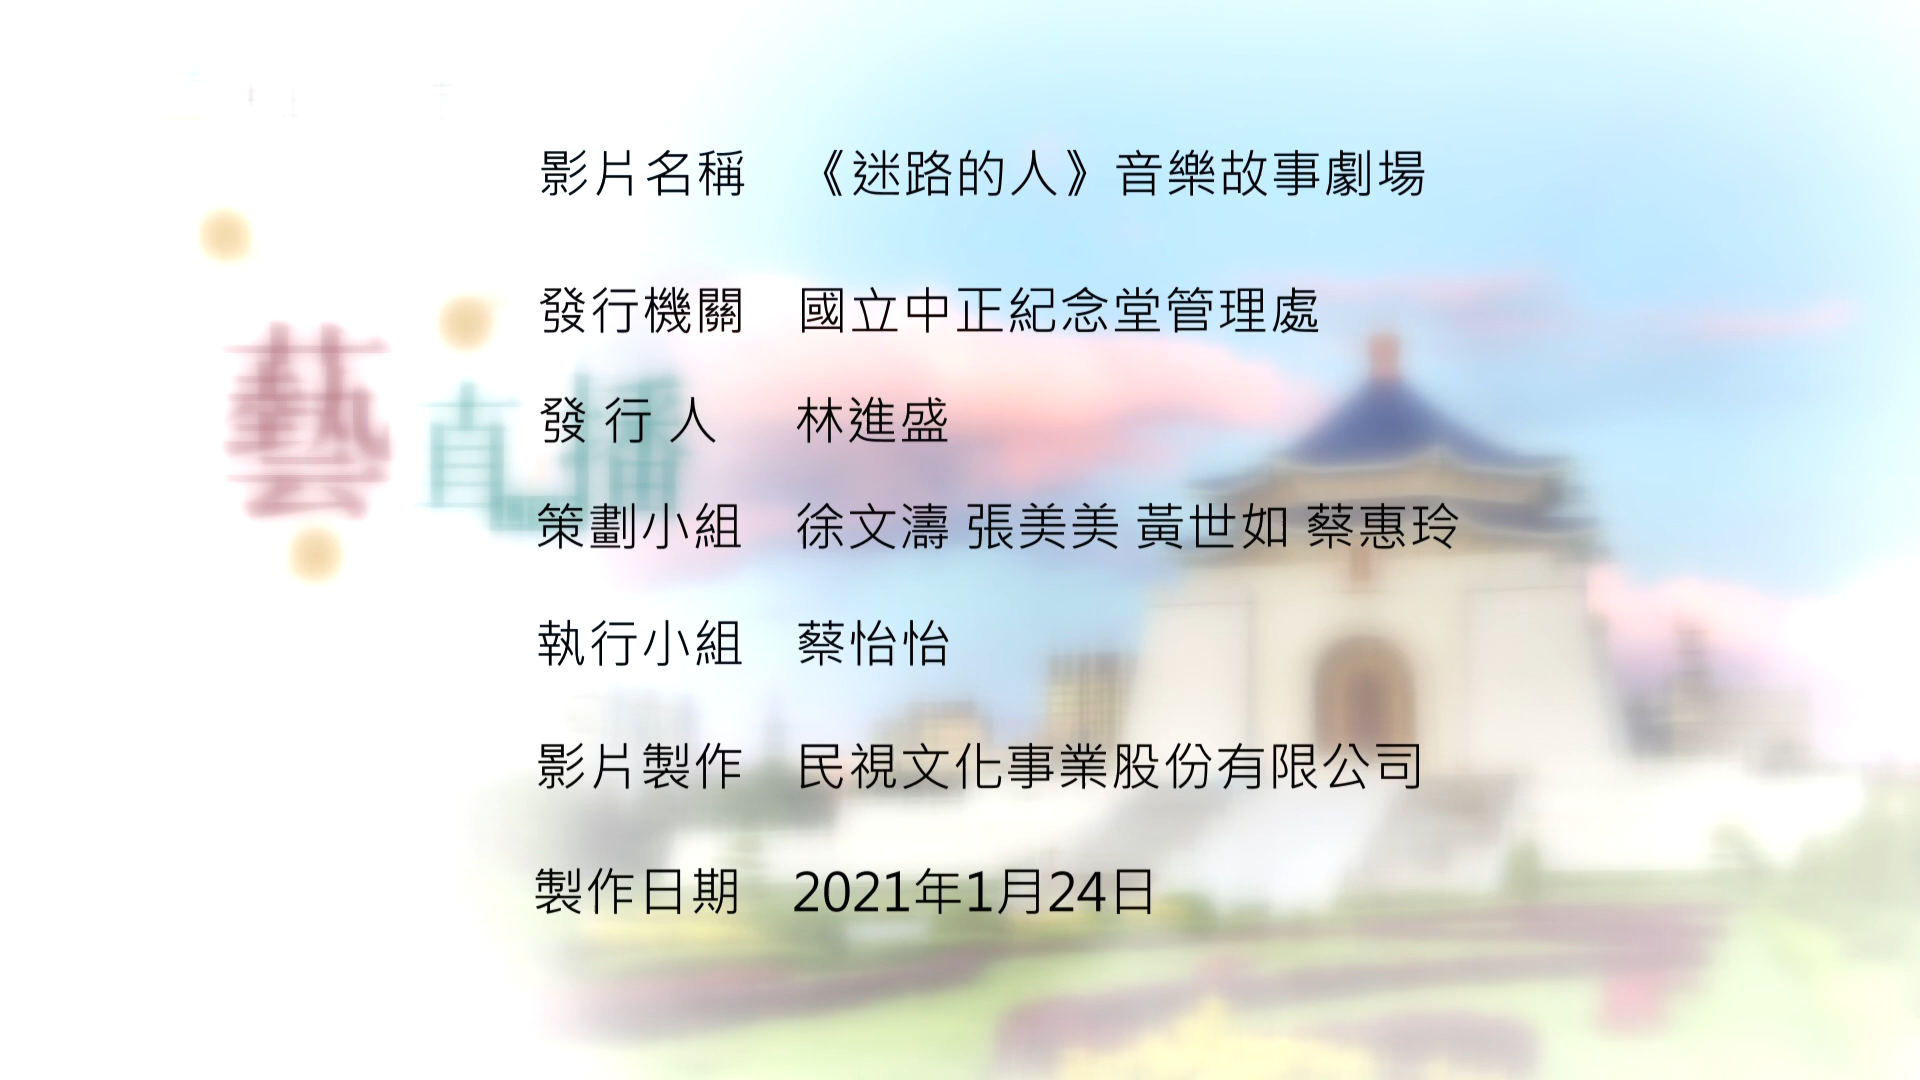 影片名稱 《迷路的人》音樂故事劇場
發行機關 國立中正紀念堂管理處
發 行 人 林進盛
藝 直播
策劃小組 徐文濤 張美美 黃世如 蔡惠玲
執行小組 蔡怡怡
影片製作 民視文化事業股份有限公司
製作日期 2021年1月24日